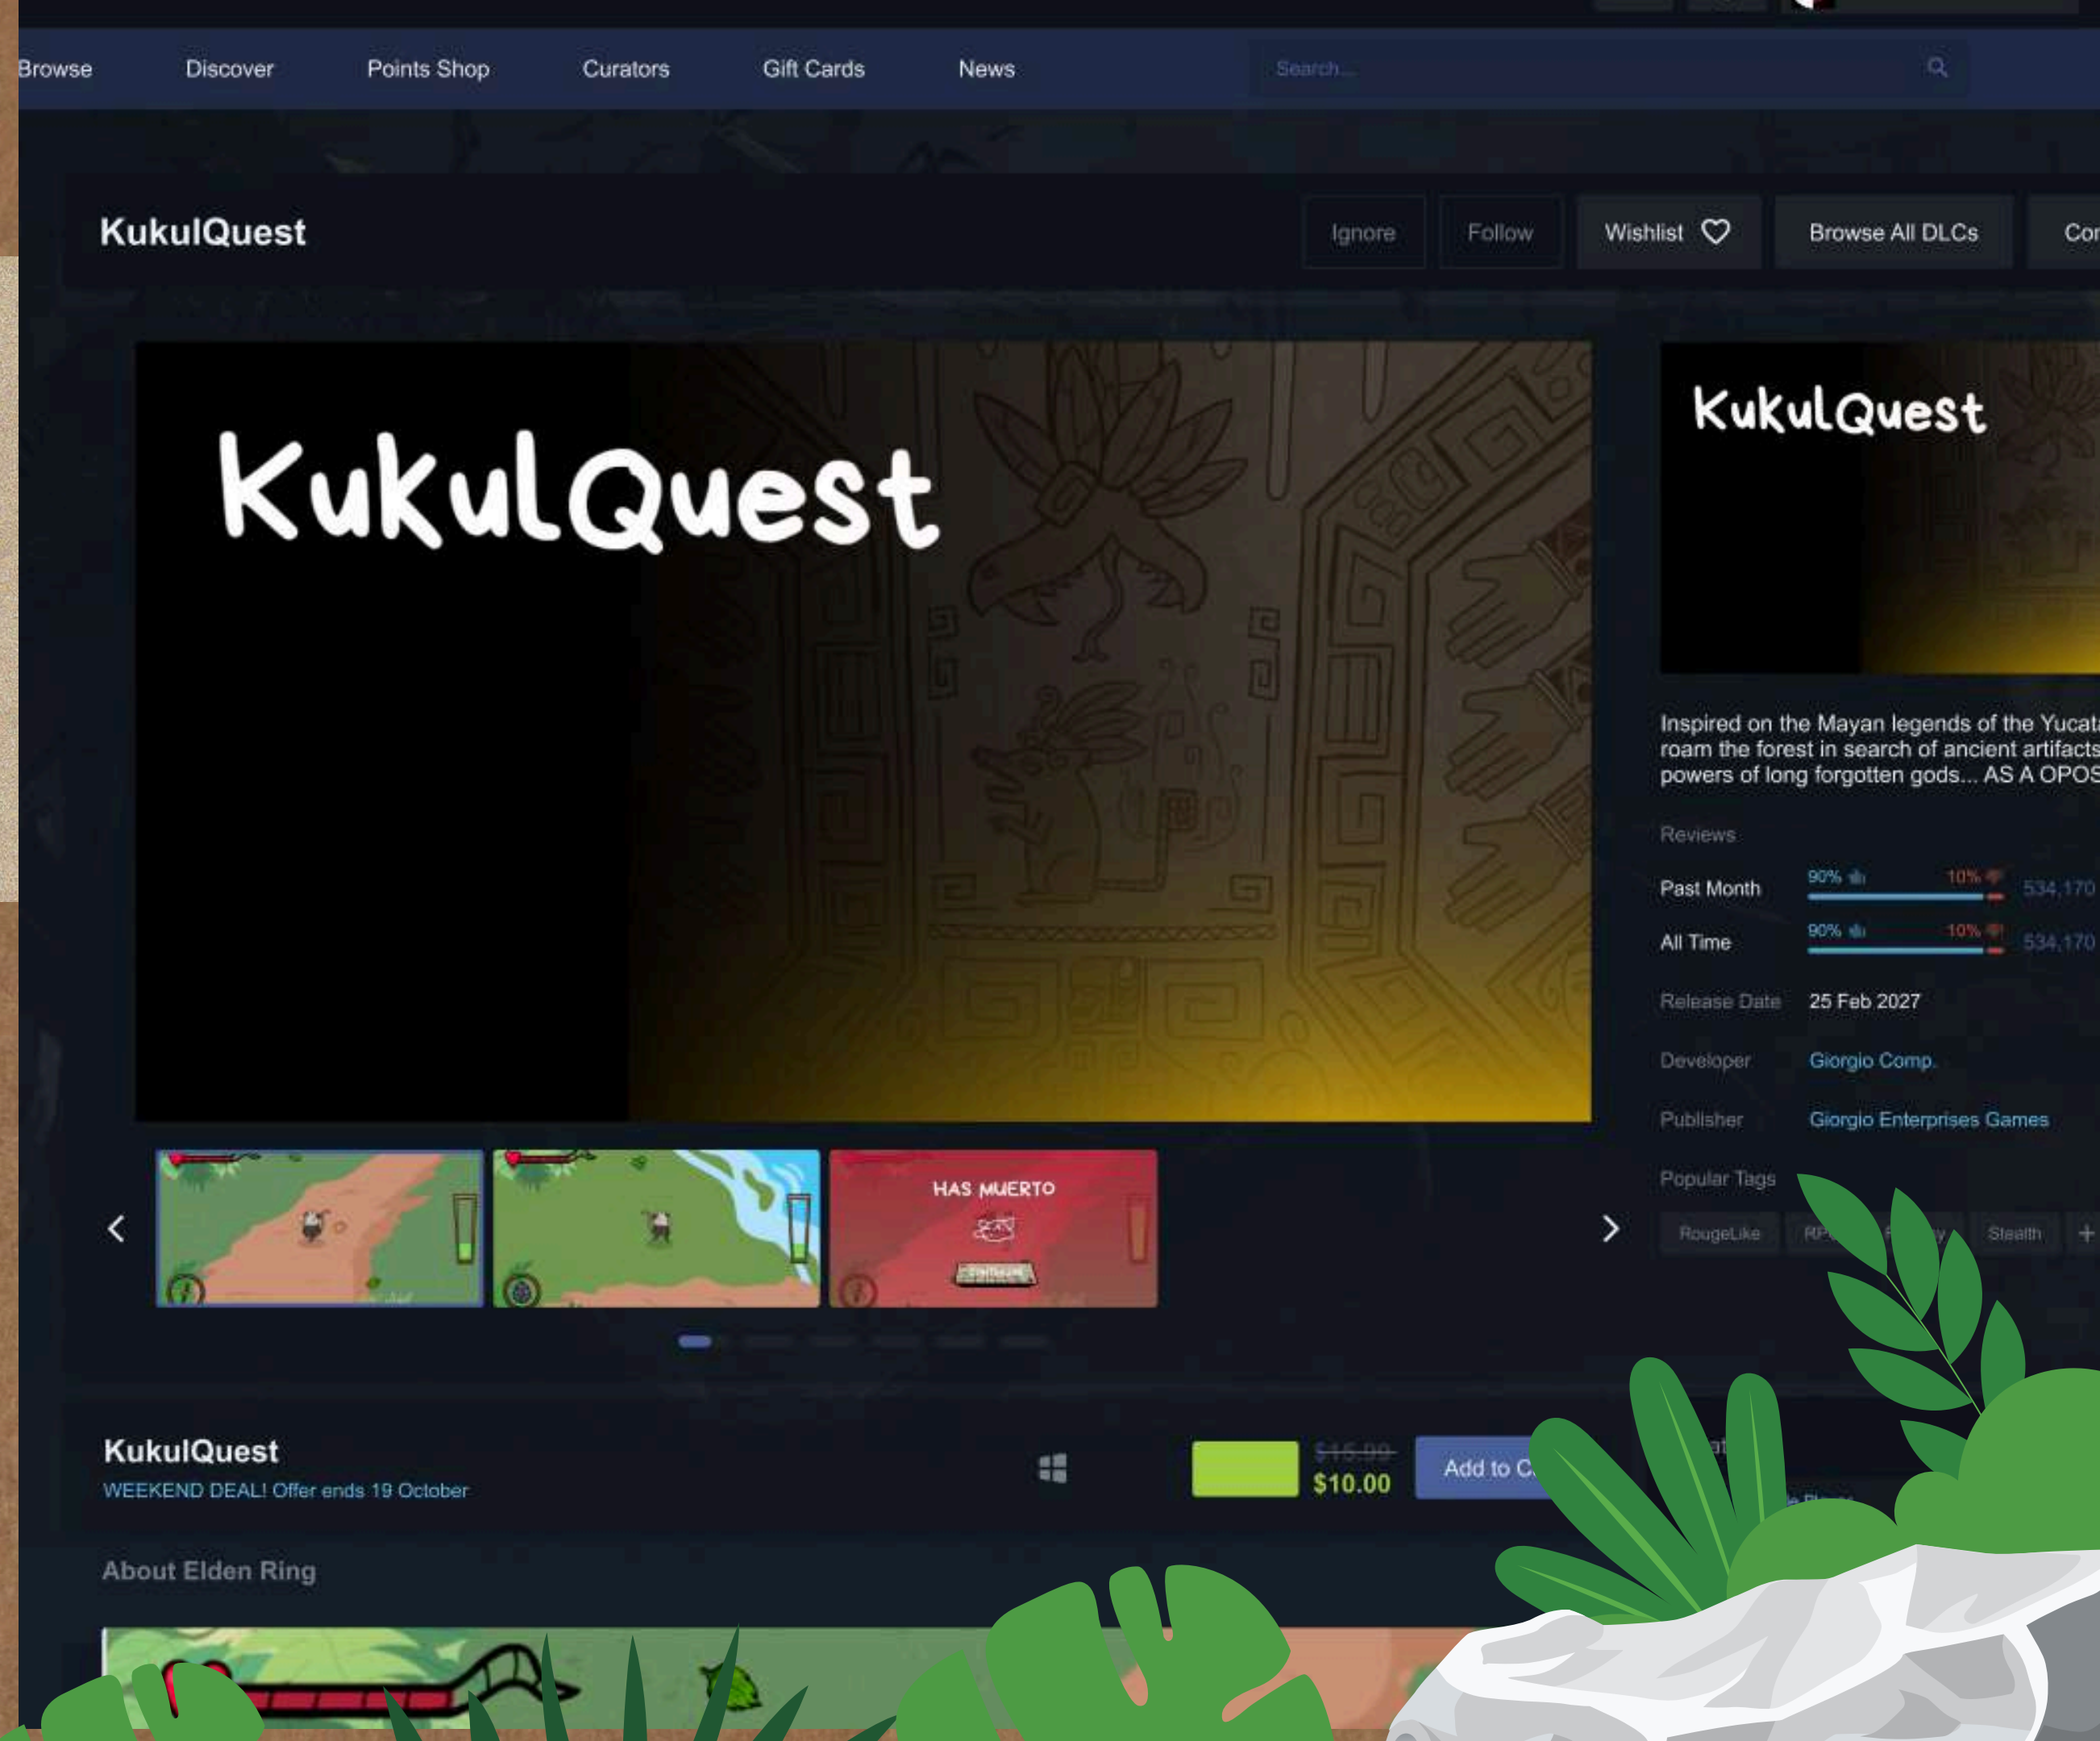 Browse
Discover
Points Shop
Curators
Gift Cards
News
Search...
KukulQuest
Ignore
Follow
Wishlist
Browse All DLCs
KukulQuest
KukulQuest
Inspired on the Mayan legends of the
roam the forest in search of ancient artifacts
powers of long forgotten gods... AS A
Reviews
Past Month
90%
10%
534,170
All Time
90%
10%
534,170
Release Date
25 Feb 2027
Developer
Giorgio Comp.
Publisher
Giorgio Enterprises Games
Popular Tags
RougeLike
Stealth
+
HAS MUERTO
KukulQuest
WEEKEND DEAL! Offer ends 19 October
$15.99
$10.00
Add to
About Elden Ring